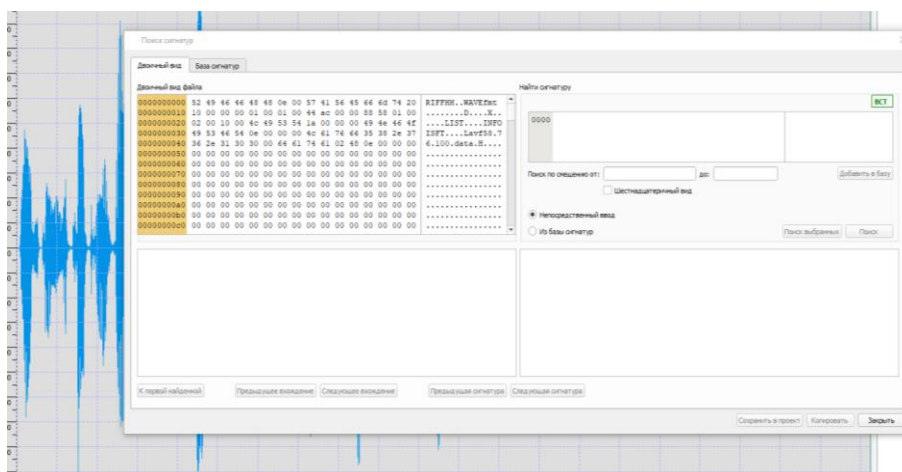 Поиск сигнатур
Двоичный вид
База сигнатур
Двоичный вид файла
Найти сигнатуру
0000000000 52 49 46 46 48 48 0e 00 57 41 56 45 66 6d 74 20 RIFFHH..WAVEfmt
0000000010 10 00 00 00 01 00 01 00 44 ac 00 00 88 58 01 00 ........D....X..
0000000020 02 00 10 00 4c 49 53 54 1a 00 00 00 49 4e 46 4f ....LIST....INFO
0000000030 49 53 46 54 0e 00 00 00 4c 61 76 66 35 38 2e 37 ISFT....Lavf58.7
0000000040 36 2e 31 30 30 00 64 61 74 61 02 48 0e 00 00 00 6.100.data.H....
0000000050 00 00 00 00 00 00 00 00 00 00 00 00 00 00 00 00 ................
0000000060 00 00 00 00 00 00 00 00 00 00 00 00 00 00 00 00 ................
0000000070 00 00 00 00 00 00 00 00 00 00 00 00 00 00 00 00 ................
0000000080 00 00 00 00 00 00 00 00 00 00 00 00 00 00 00 00 ................
0000000090 00 00 00 00 00 00 00 00 00 00 00 00 00 00 00 00 ................
00000000a0 00 00 00 00 00 00 00 00 00 00 00 00 00 00 00 00 ................
00000000b0 00 00 00 00 00 00 00 00 00 00 00 00 00 00 00 00 ................
00000000c0 00 00 00 00 00 00 00 00 00 00 00 00 00 00 00 00 ................
ВСТ
0000
Поиск по смещению от:
до:
Добавить в базу
Шестнадцатеричный вид
Непосредственный ввод
Из базы сигнатур
Поиск выбранных
Поиск
К первой найденной
Предыдущее вхождение
Следующее вхождение
Предыдущая сигнатура
Следующая сигнатура
Сохранить в проект
Копировать
Закрыть